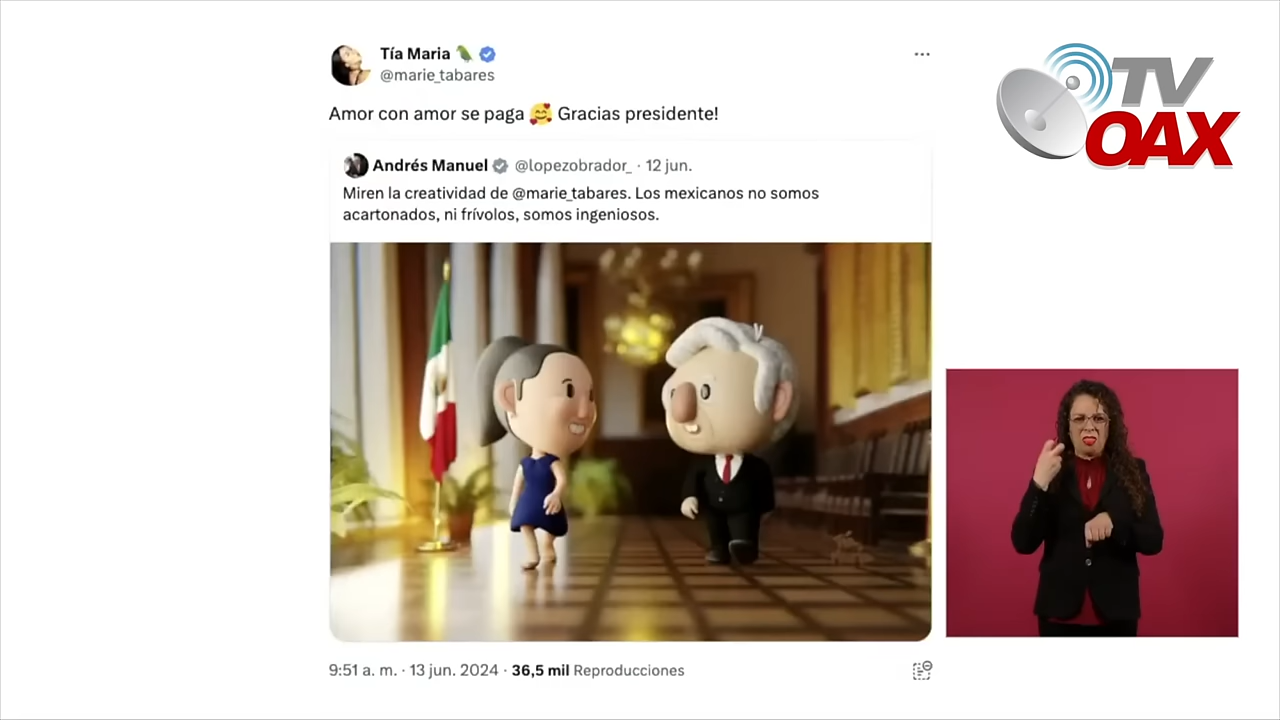 Tía Maria
@marie_tabares
Amor con amor se paga 🥰 Gracias presidente!
Andrés Manuel @lopezobrador_ · 12 jun.
Miren la creatividad de @marie_tabares. Los mexicanos no somos
acartonados, ni frívolos, somos ingeniosos.
9:51 a. m. · 13 jun. 2024 · 36,5 mil Reproducciones
TV
OAX